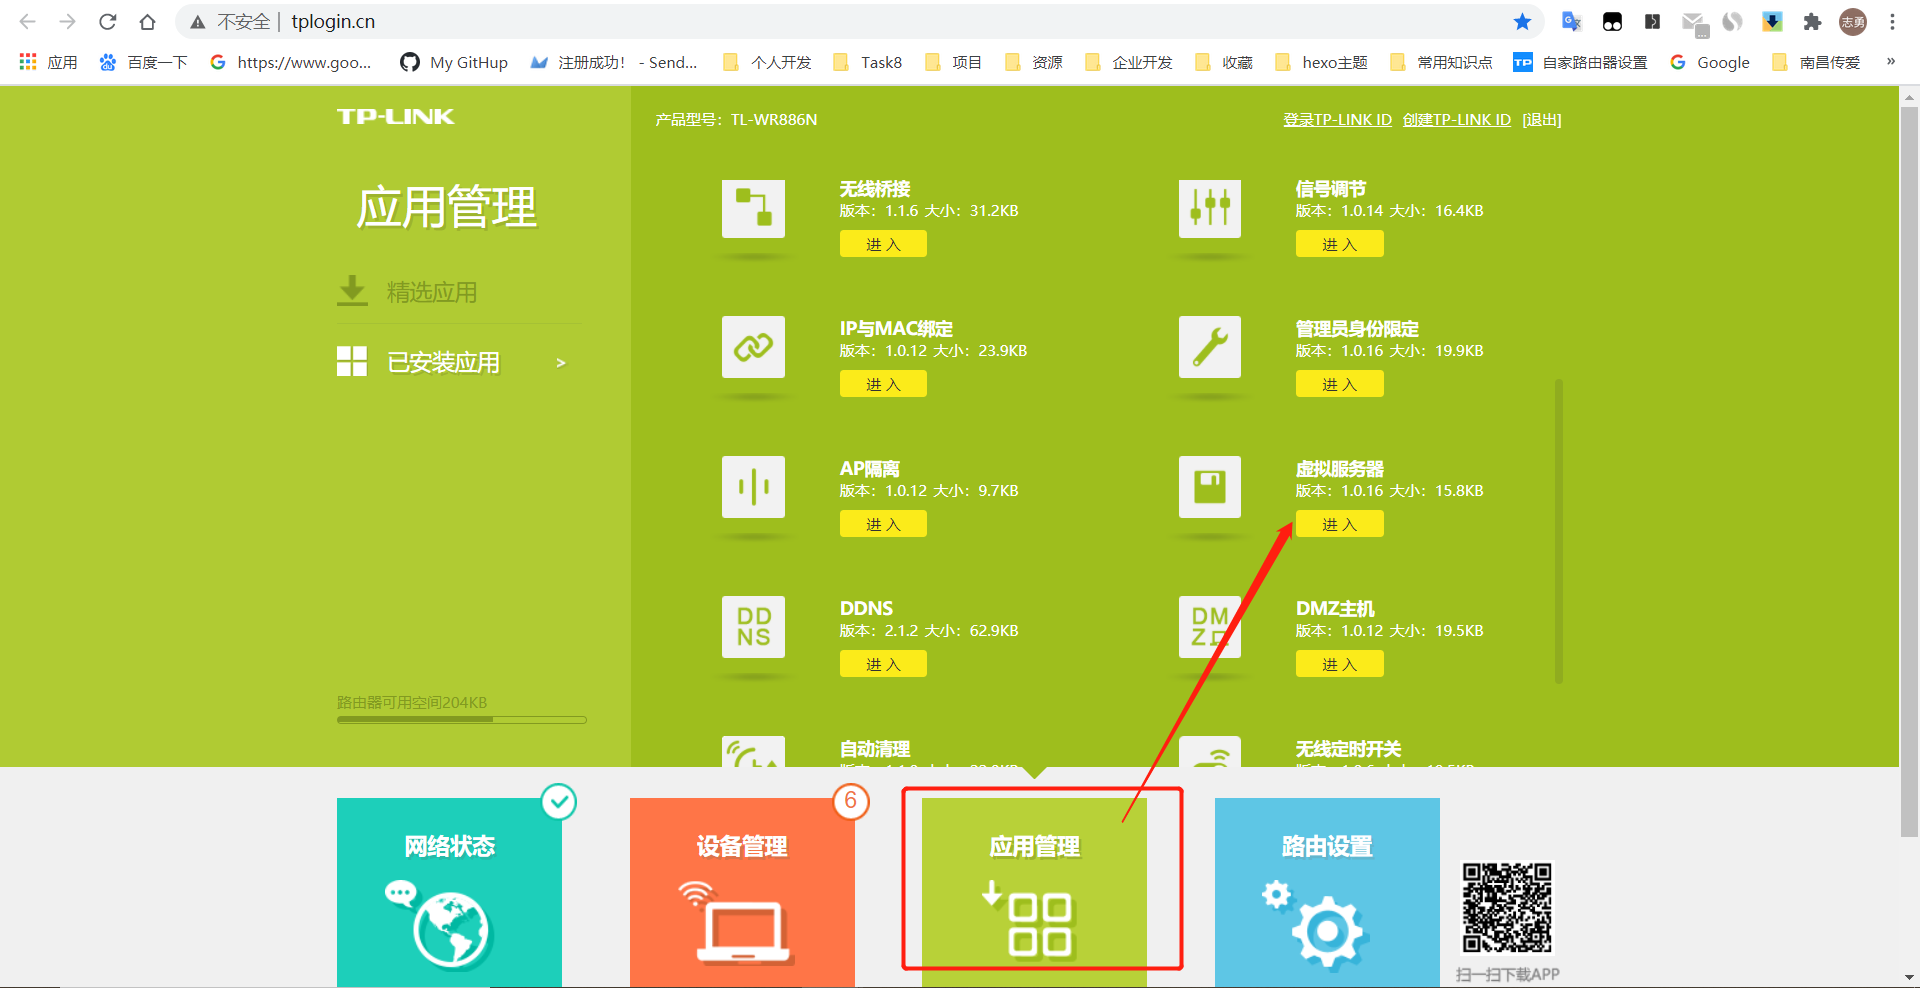 不安全 | tplogin.cn
应用 百度一下 https://www.goo... My GitHup 注册成功！ - Send... 个人开发 Task8 项目 资源 企业开发 收藏 hexo主题 常用知识点 TP 自家路由器设置 Google 南昌传爱 »
志勇
TP-LINK
产品型号：TL-WR886N
登录TP-LINK ID 创建TP-LINK ID [退出]
应用管理
精选应用
已安装应用 >
路由器可用空间204KB
无线桥接
版本：1.1.6 大小：31.2KB
进 入
信号调节
版本：1.0.14 大小：16.4KB
进 入
IP与MAC绑定
版本：1.0.12 大小：23.9KB
进 入
管理员身份限定
版本：1.0.16 大小：19.9KB
进 入
AP隔离
版本：1.0.12 大小：9.7KB
进 入
虚拟服务器
版本：1.0.16 大小：15.8KB
进 入
DD
NS
DDNS
版本：2.1.2 大小：62.9KB
进 入
DM
Z
DMZ主机
版本：1.0.12 大小：19.5KB
进 入
自动清理
无线定时开关
网络状态
设备管理
6
应用管理
路由设置
扫一扫下载APP